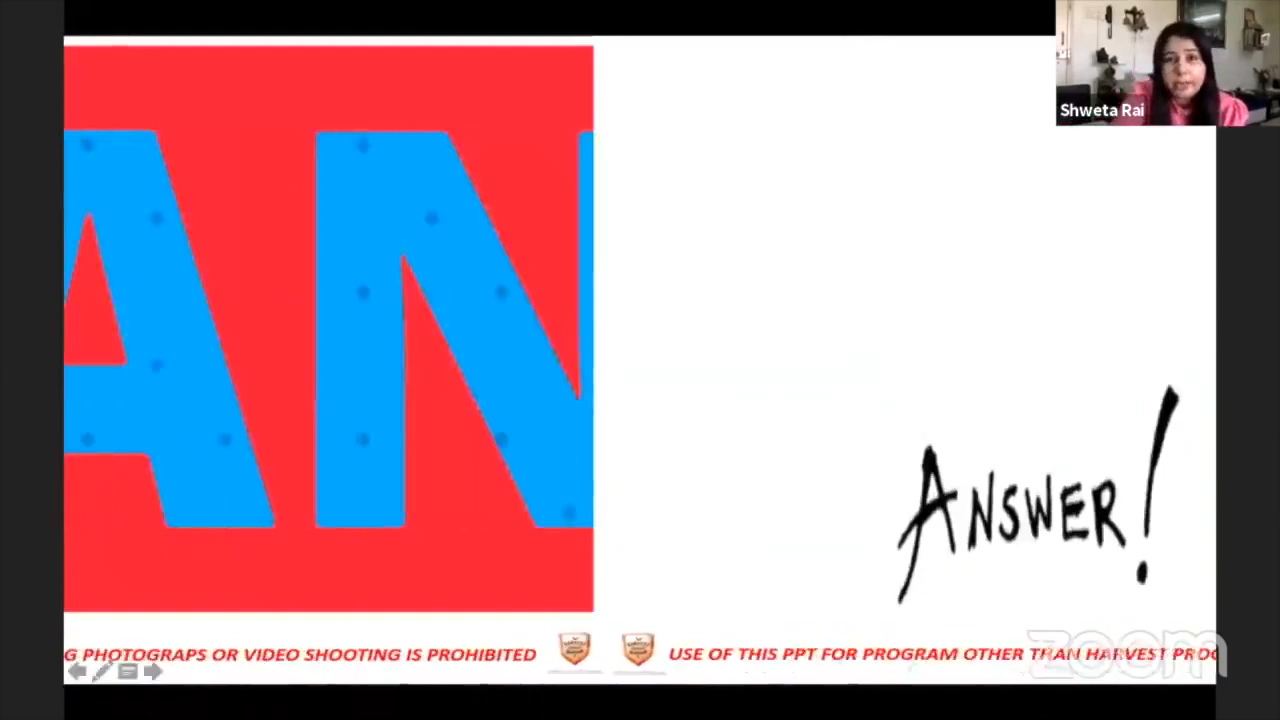 Shweta Rai
AN
ANSWER!
G PHOTOGRAPS OR VIDEO SHOOTING IS PROHIBITED
USE OF THIS PPT FOR PROGRAM OTHER THAN HARVEST PROG
zoom